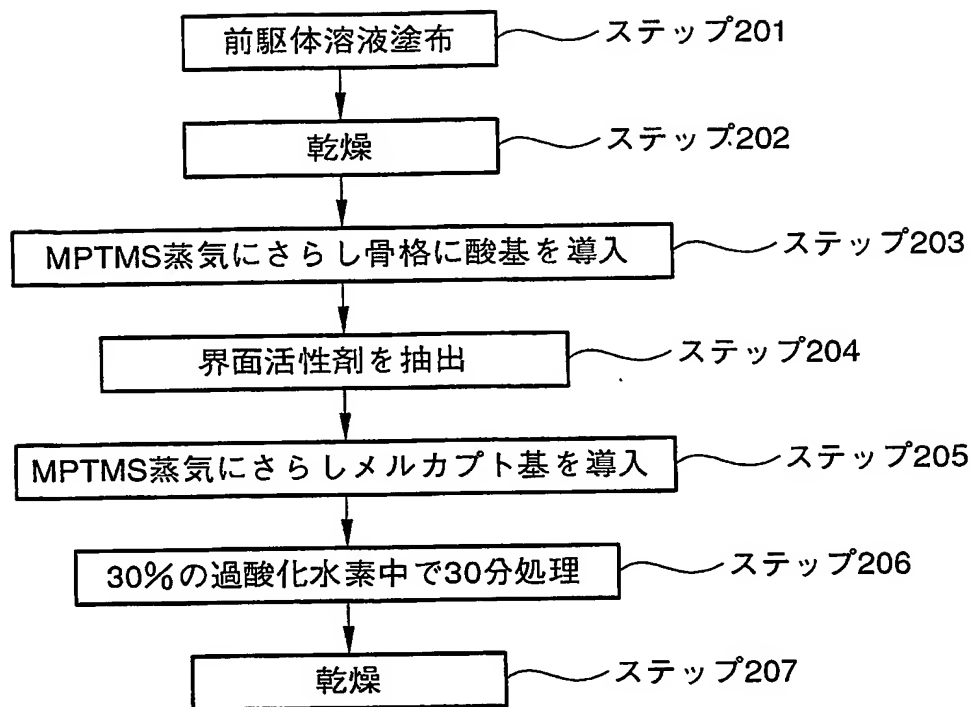 前駆体溶液塗布
ステップ201
乾燥
ステップ202
MPTMS蒸気にさらし骨格に酸基を導入
ステップ203
界面活性剤を抽出
ステップ204
MPTMS蒸気にさらしメルカプト基を導入
ステップ205
30%の過酸化水素中で30分処理
ステップ206
乾燥
ステップ207